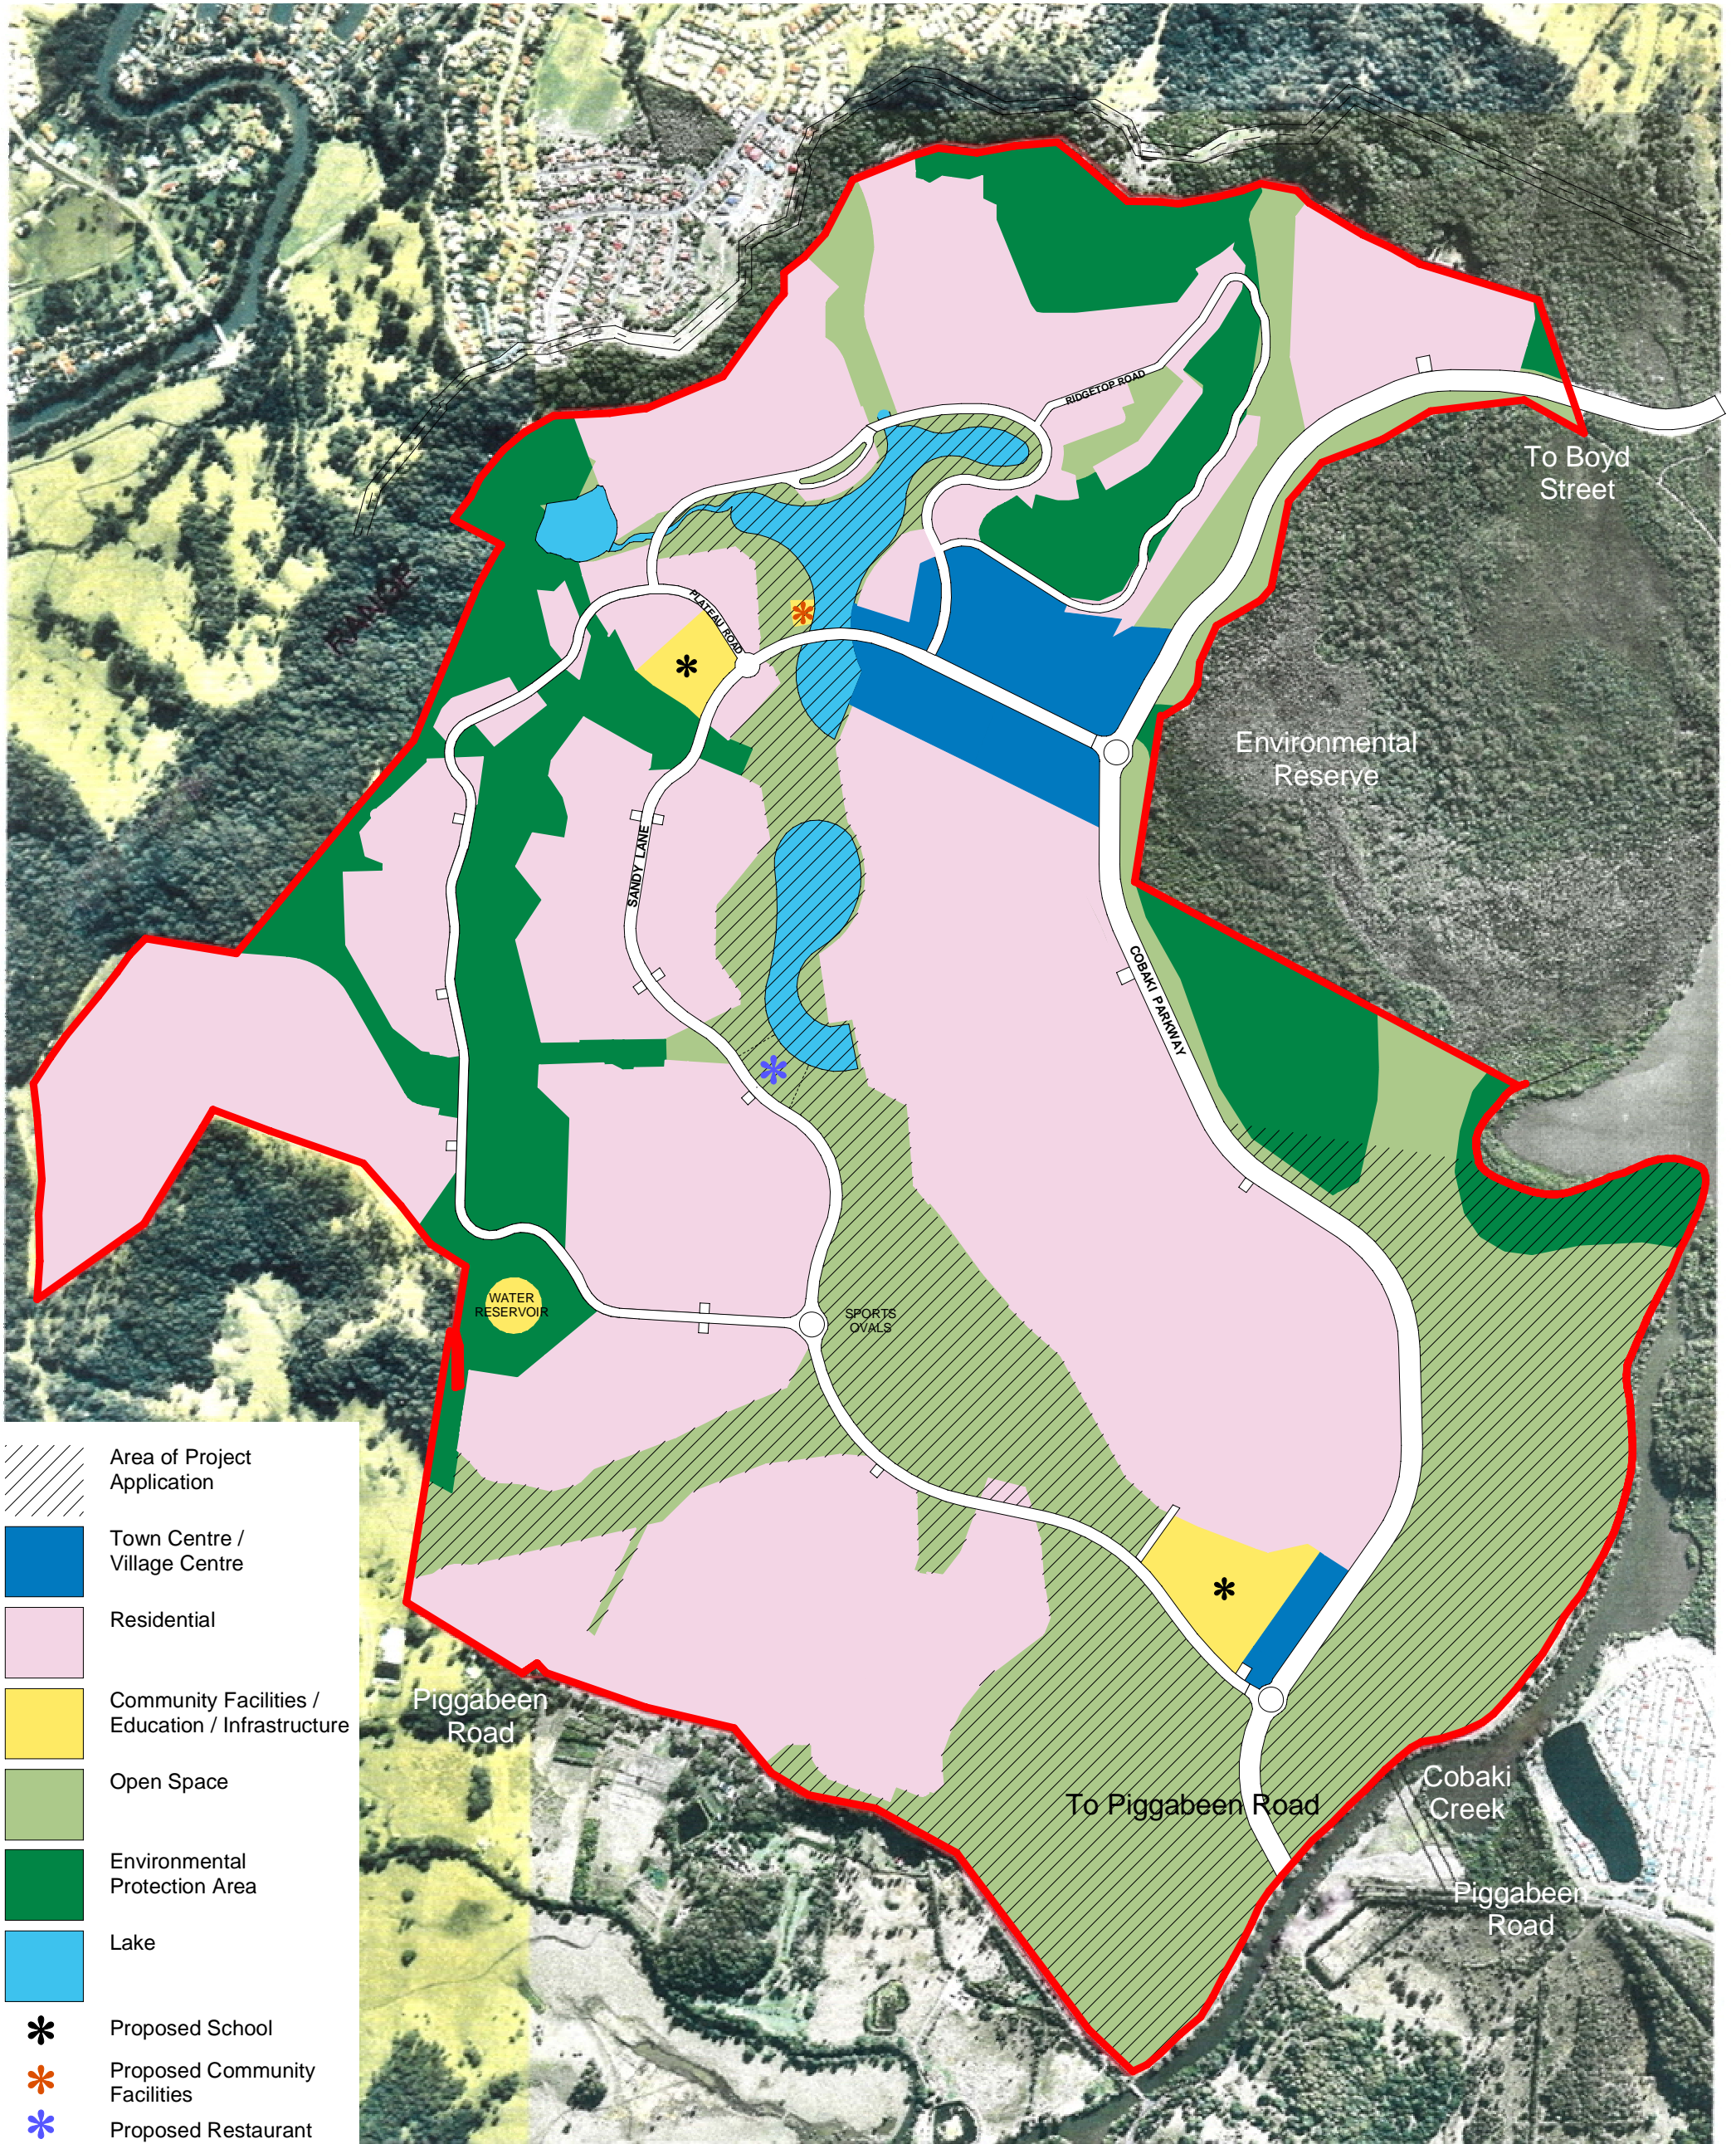 RIDGETOP ROAD
To Boyd
Street
RANGE
PLATEAU ROAD
Environmental
Reserve
SANDY LANE
COBAKI PARKWAY
WATER
RESERVOIR
SPORTS
OVALS
Piggabeen
Road
To Piggabeen Road
Cobaki
Creek
Piggabeen
Road
Area of Project
Application
Town Centre /
Village Centre
Residential
Community Facilities /
Education / Infrastructure
Open Space
Environmental
Protection Area
Lake
Proposed School
Proposed Community
Facilities
Proposed Restaurant